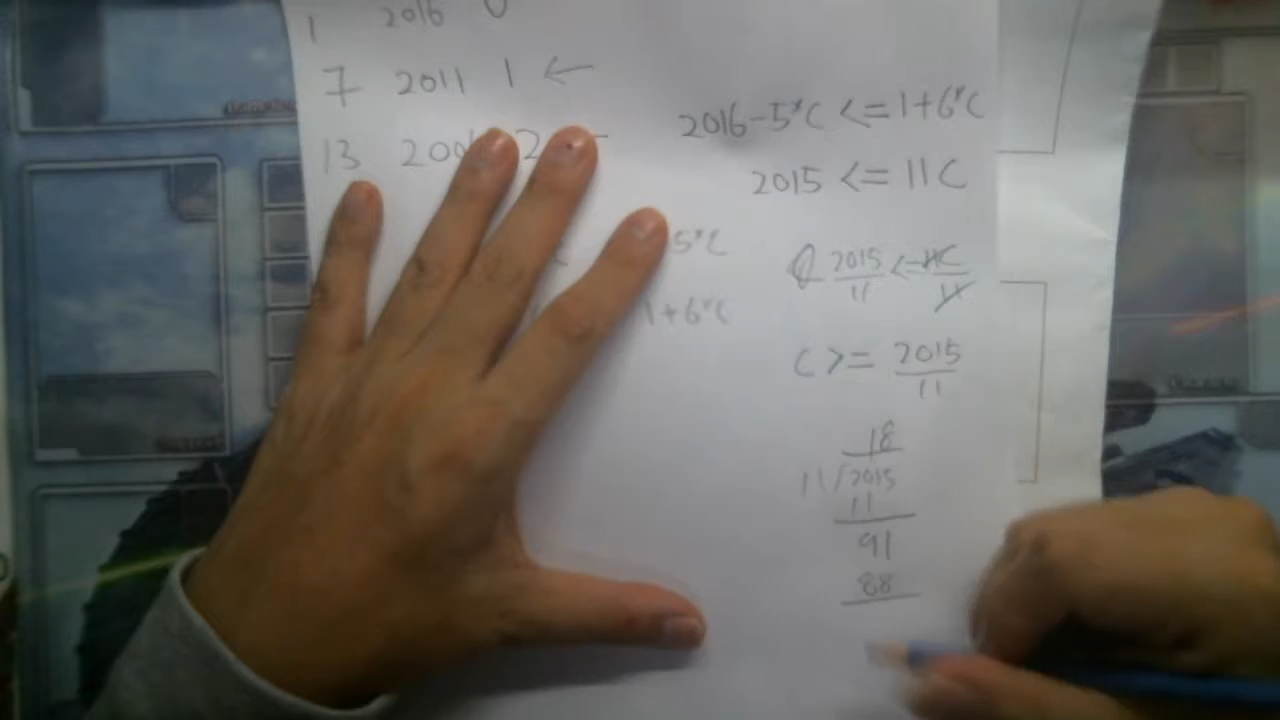 1 2016 0
7 2011 1 ←
13 200 2
5*C
1+6*C
2016-5*C <= 1+6*C
2015 <= 11C
2015/11 <= 11C/11
C >= 2015/11
18
11/2015
11
91
88